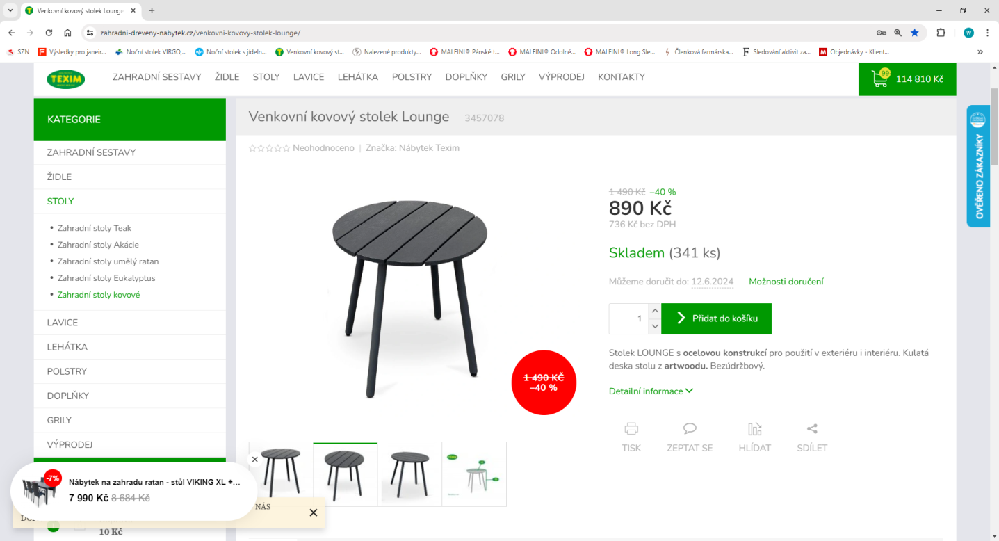 Venkovní kovový stolek Lounge
zahradni-dreveny-nabytek.cz/venkovni-kovovy-stolek-lounge/
W
SZN
Výsledky pro janeir...
Noční stolek VIRGO,...
Noční stolek s jídeln...
Venkovní kovový st...
Nalezené produkty...
MALFINI® Pánské t...
MALFINI® Odolné...
MALFINI® Long Sle...
Členková farmárska...
Sledování aktivit za...
Objednávky - Klient...
TEXIM
ZAHRADNÍ SESTAVY
ŽIDLE
STOLY
LAVICE
LEHÁTKA
POLSTRY
DOPLŇKY
GRILY
VÝPRODEJ
KONTAKTY
99
114 810 Kč
KATEGORIE
ZAHRADNÍ SESTAVY
ŽIDLE
STOLY
• Zahradní stoly Teak
• Zahradní stoly Akácie
• Zahradní stoly umělý ratan
• Zahradní stoly Eukalyptus
• Zahradní stoly kovové
LAVICE
LEHÁTKA
POLSTRY
DOPLŇKY
GRILY
VÝPRODEJ
Venkovní kovový stolek Lounge 3457078
Neohodnoceno | Značka: Nábytek Texim
1 490 Kč –40 %
890 Kč
736 Kč bez DPH
Skladem (341 ks)
Můžeme doručit do: 12.6.2024 Možnosti doručení
1
Přidat do košíku
Stolek LOUNGE s ocelovou konstrukcí pro použití v exteriéru i interiéru. Kulatá
deska stolu z artwoodu. Bezúdržbový.
Detailní informace
TISK
ZEPTAT SE
HLÍDAT
SDÍLET
1 490 KČ
–40 %
OVĚŘENO ZÁKAZNÍKY
-7%
Nábytek na zahradu ratan - stůl VIKING XL +...
7 990 Kč 8 684 Kč
NÁS
1
10 Kč